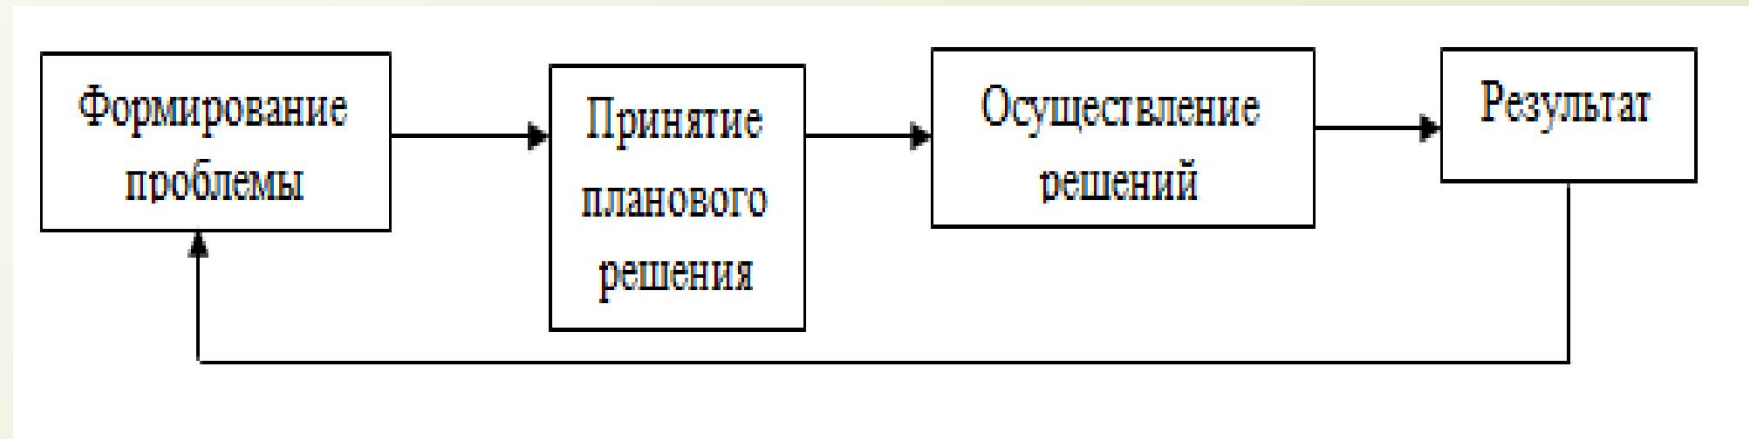 Формирование
проблемы
Принятие
планового
решения
Осуществление
решений
Результат